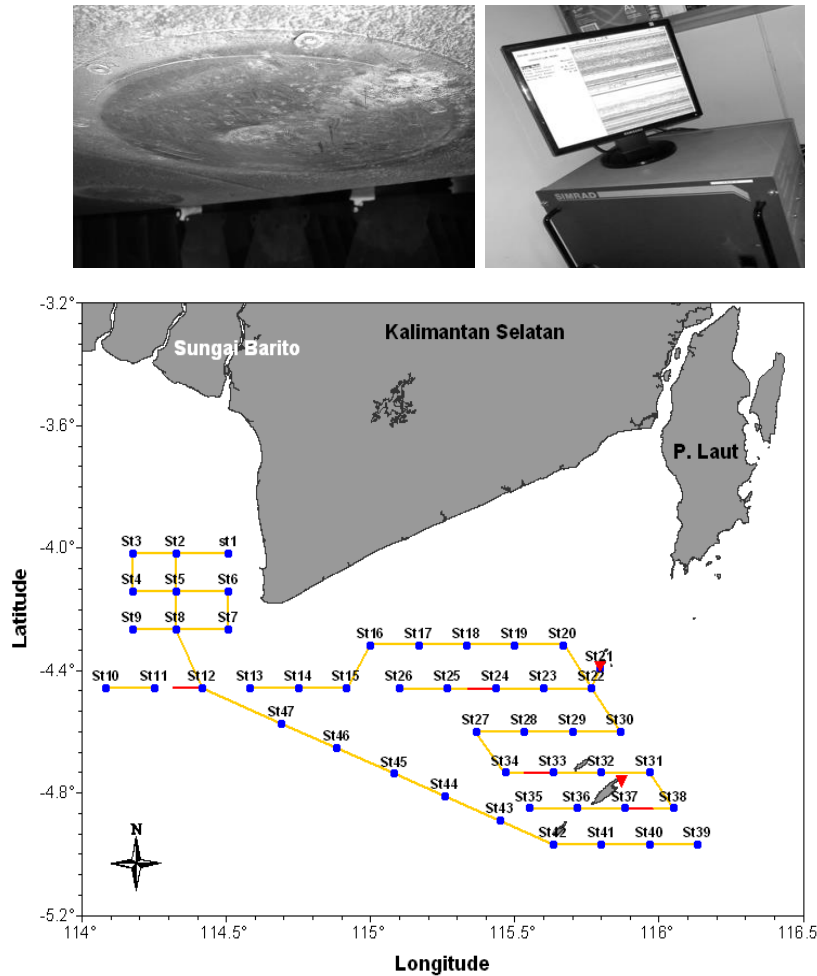 SIMRAD
-3.2°
Kalimantan Selatan
Sungai Barito
-3.6°
P. Laut
-4.0°
St3 St2 st1
St4 St5 St6
St9 St8 St7
St16 St17 St18 St19 St20
St21
-4.4°
St10 St11 St12 St13 St14 St15 St26 St25 St24 St23 St22
St47 St27 St28 St29 St30
St46
St45 St34 St33 St32 St31
-4.8°
St44 St35 St36 St37 St38
St43
St42 St41 St40 St39
N
-5.2°
114° 114.5° 115° 115.5° 116° 116.5°
Latitude
Longitude